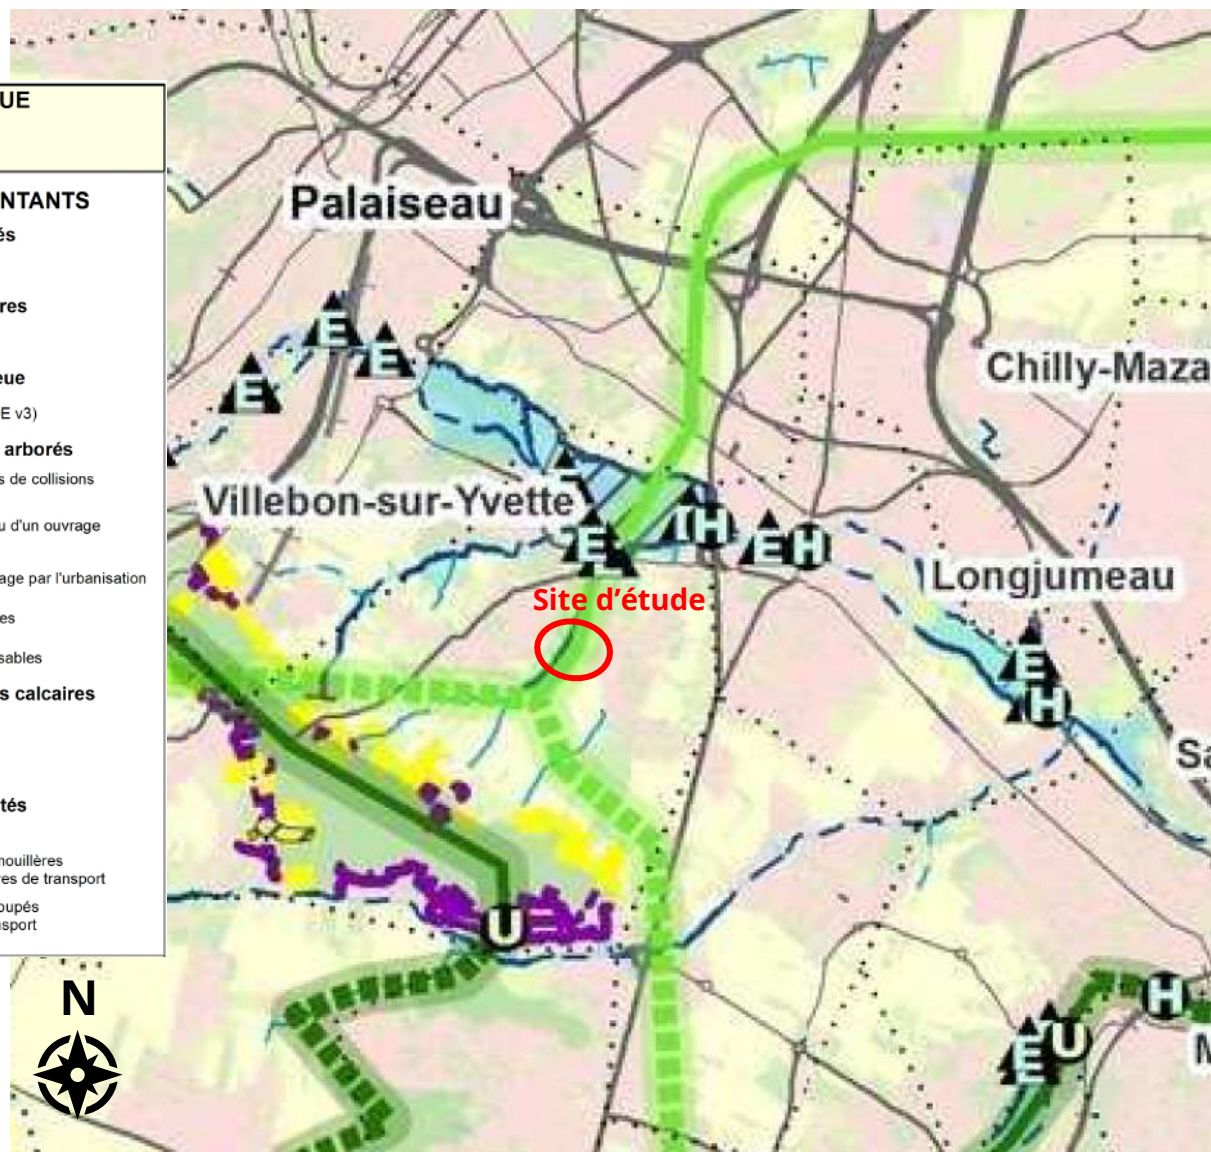 UE
NTANTS
és
res
eue
E v3)
arborés
s de collisions
u d'un ouvrage
age par l'urbanisation
es
sables
s calcaires
tés
nouillères
res de transport
oupés
sport
Palaiseau
E
E
E
Chilly-Maza
Villebon-sur-Yvette
E
H
E
H
Longjumeau
Site d'étude
E
H
Sa
U
N
H
E
U
M